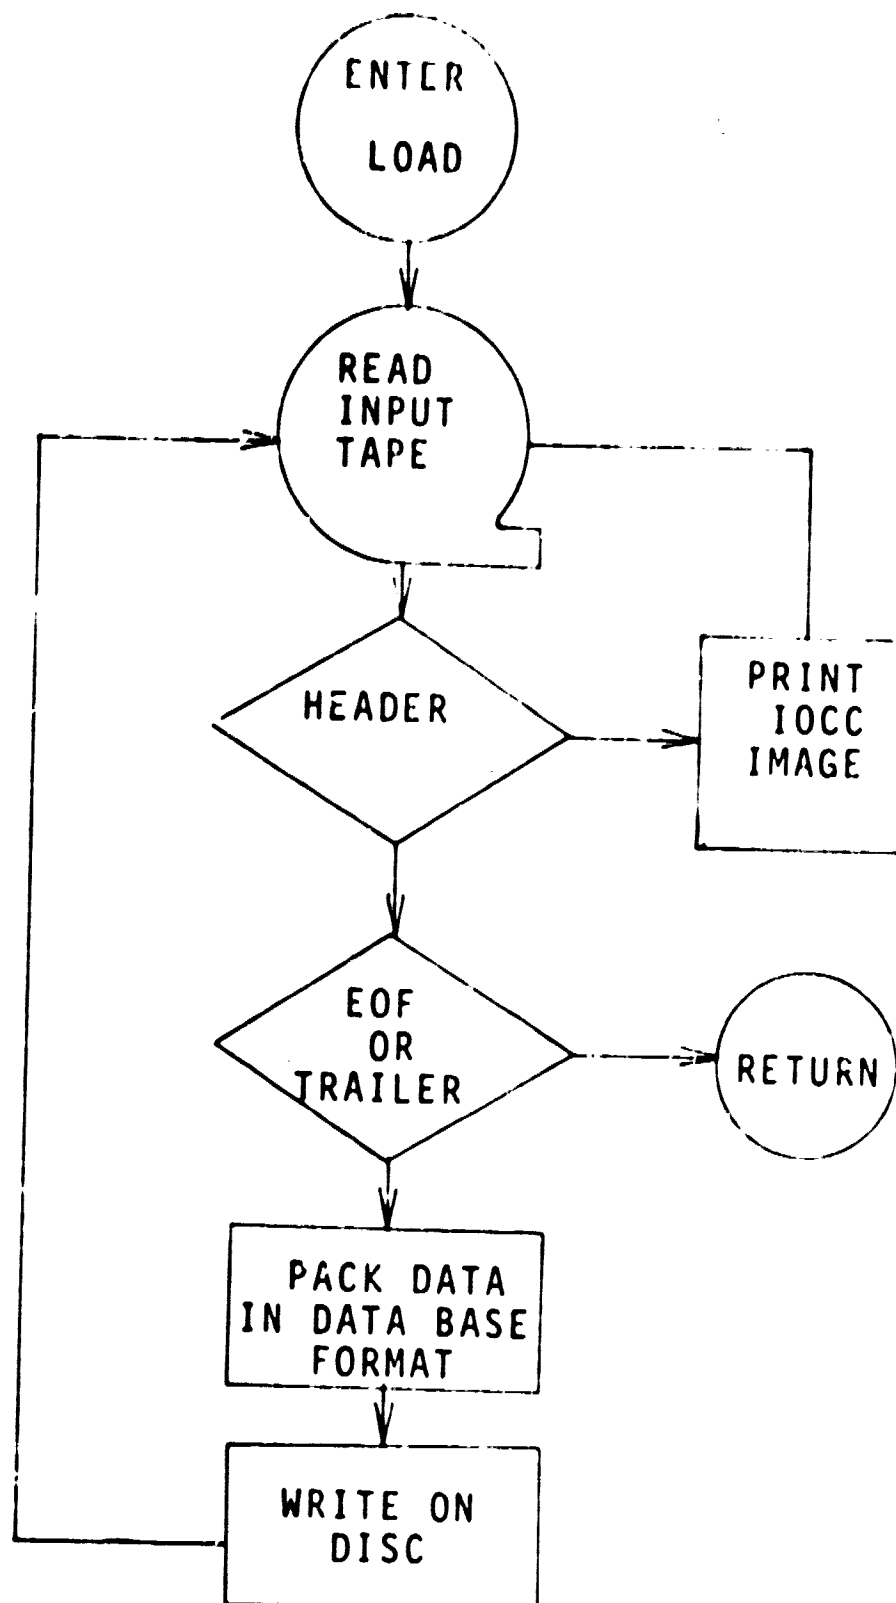 ENTER
LOAD
READ
INPUT
TAPE
HEADER
PRINT
IOCC
IMAGE
EOF
OR
TRAILER
RETURN
PACK DATA
IN DATA BASE
FORMAT
WRITE ON
DISC